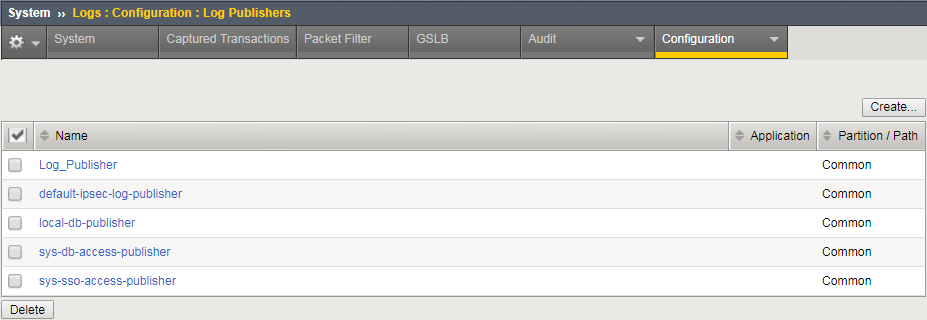 System ›› Logs : Configuration : Log Publishers
System Captured Transactions Packet Filter GSLB Audit Configuration
Create...
Name Application Partition / Path
Log_Publisher Common
default-ipsec-log-publisher Common
local-db-publisher Common
sys-db-access-publisher Common
sys-sso-access-publisher Common
Delete